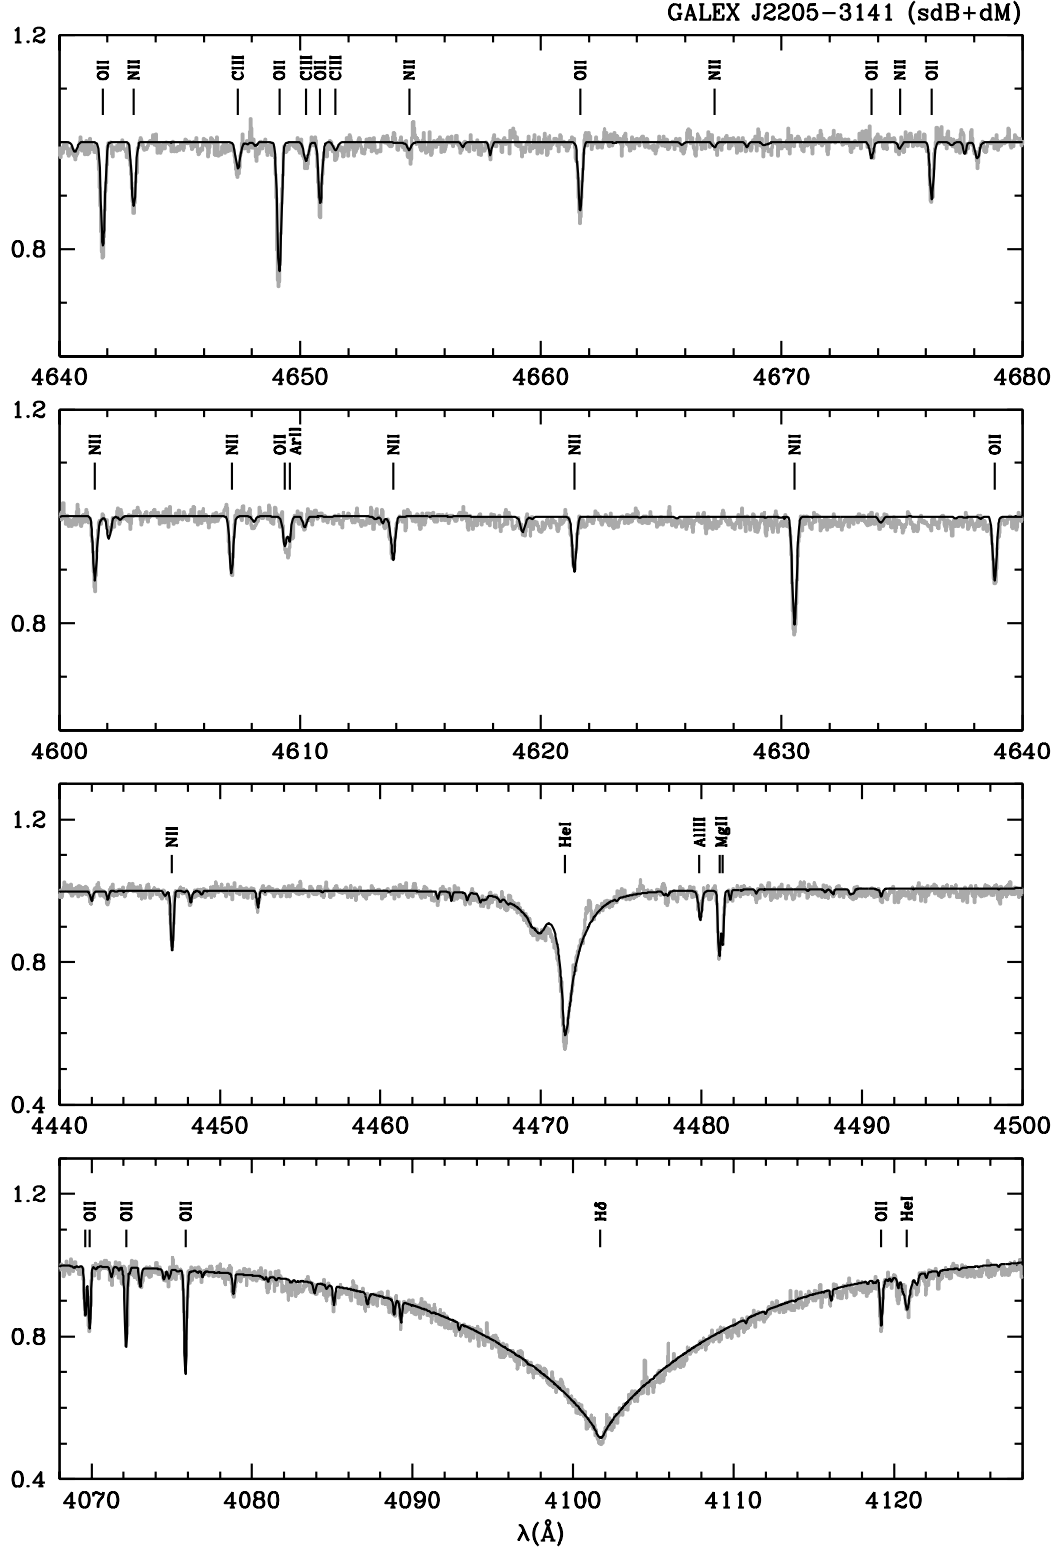 GALEX J2205−3141 (sdB+dM)
1.2
OII NII CIII OII CIII OII CIII NII OII NII OII NII OII
0.8
4640 4650 4660 4670 4680
1.2
NII NII OII ArII NII NII NII OII
0.8
4600 4610 4620 4630 4640
1.2
NII HeI AlIII MgII
0.8
0.4
4440 4450 4460 4470 4480 4490 4500
1.2
OII OII OII Hδ OII HeI
0.8
0.4
4070 4080 4090 4100 4110 4120
λ(Å)